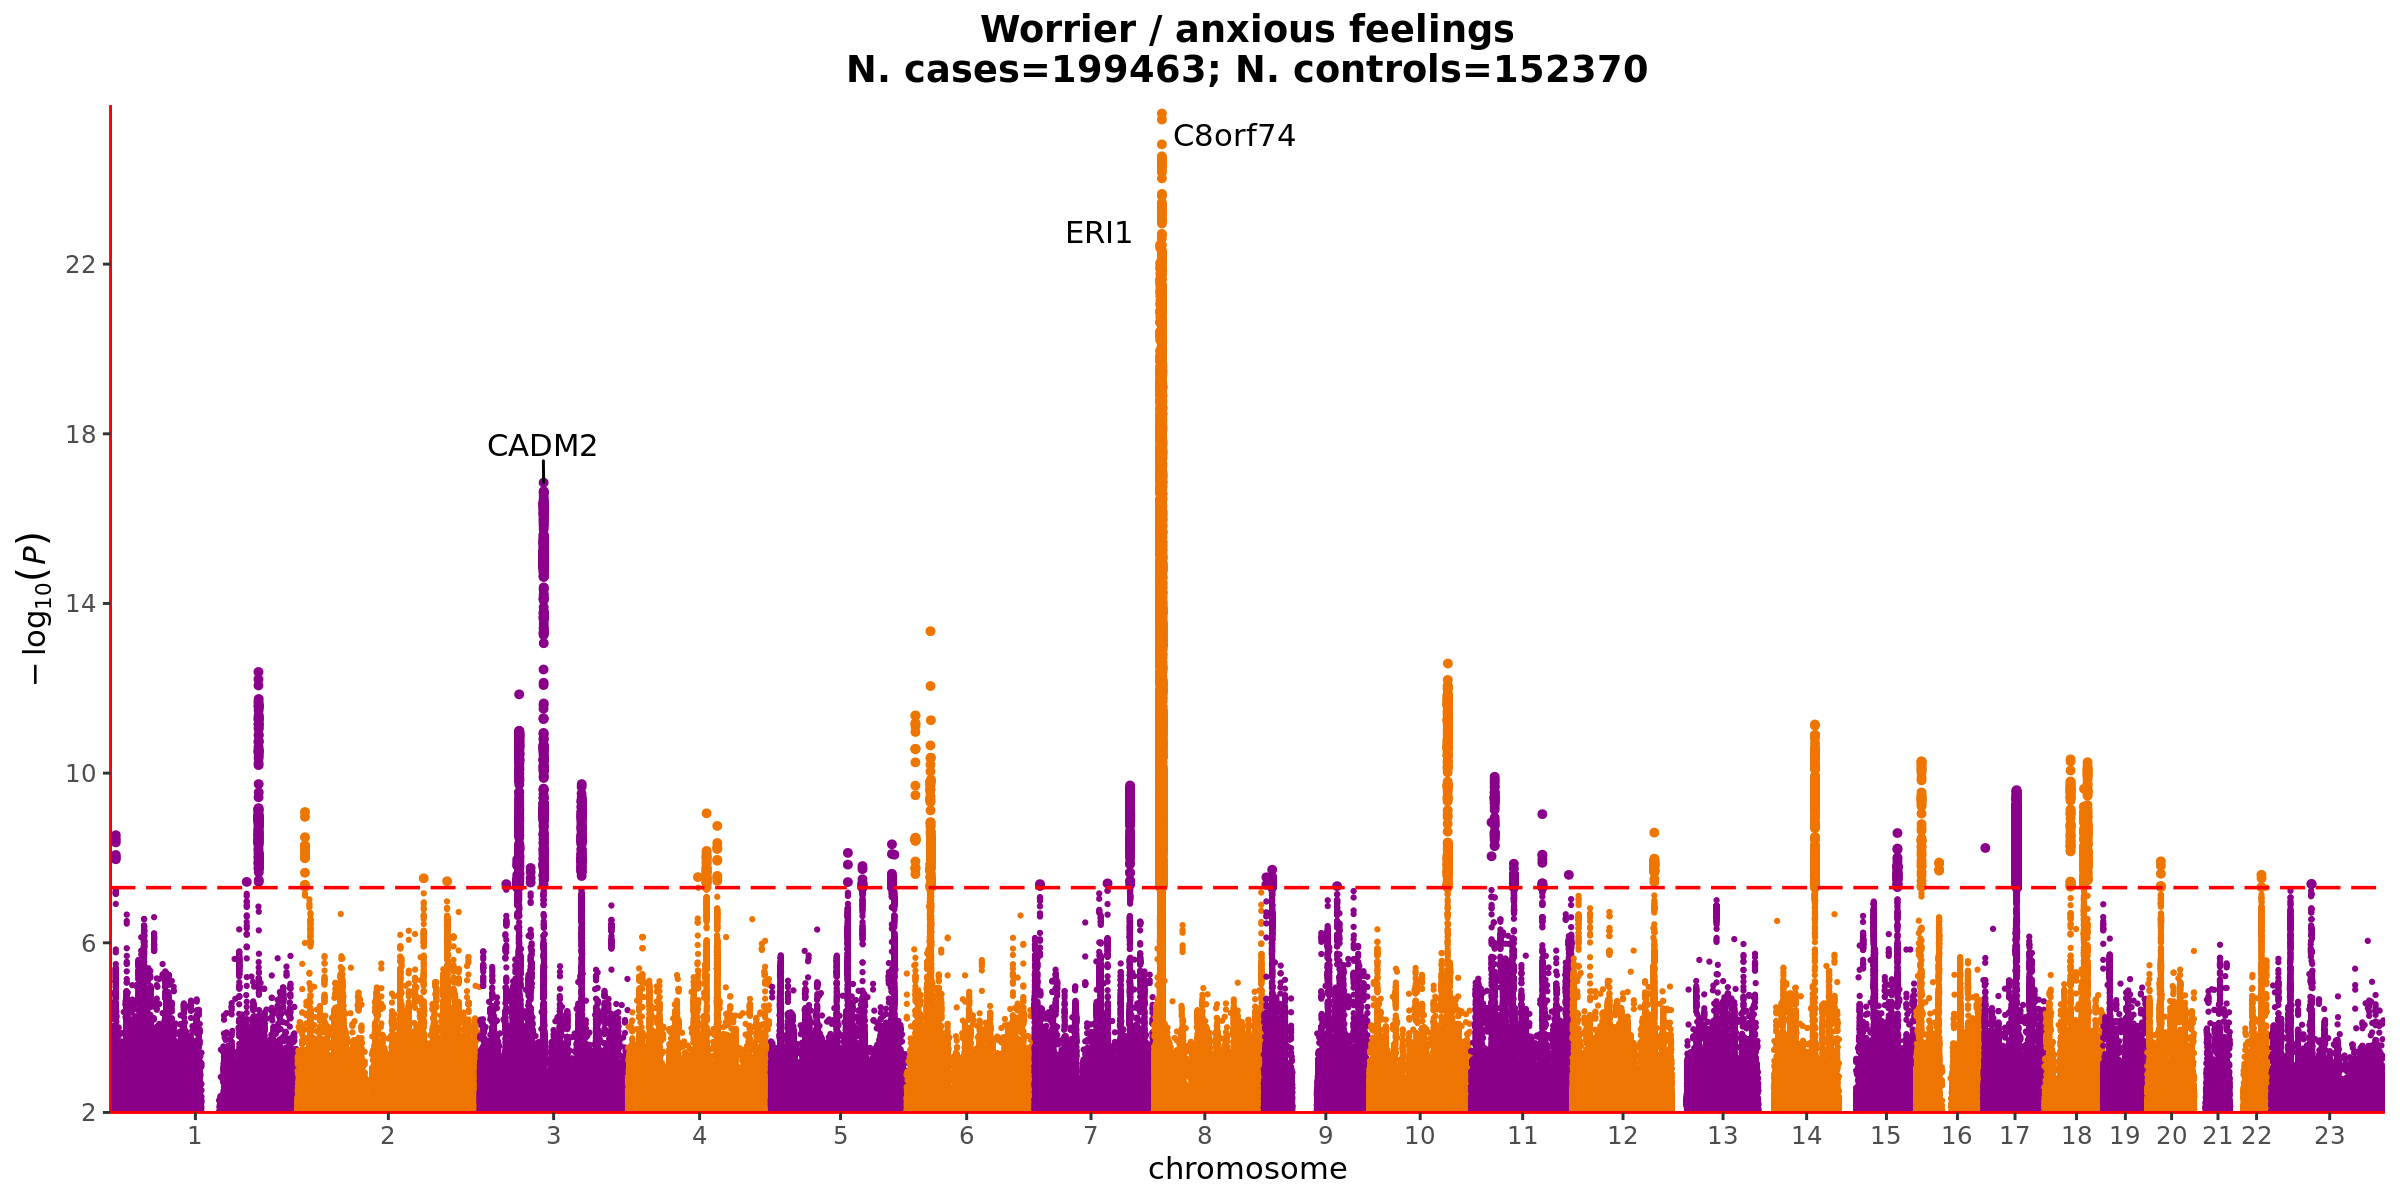 Worrier / anxious feelings
N. cases=199463; N. controls=152370
C8orf74
ERI1
CADM2
−log10(P)
22
18
14
10
6
2
1 2 3 4 5 6 7 8 9 10 11 12 13 14 15 16 17 18 19 20 21 22 23
chromosome